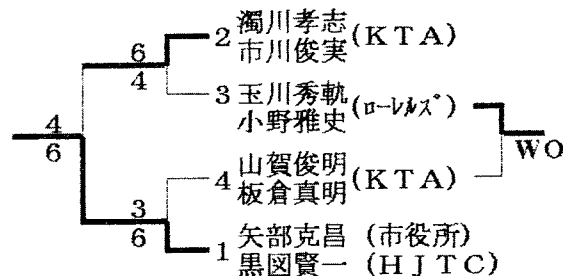 2 濁川孝志 (KTA)
市川俊実
6
4
3 玉川秀軌 (ローレルズ)
小野雅史
4
6
WO
4 山賀俊明 (KTA)
板倉真明
3
6
1 矢部克昌 (市役所)
黒図賢一 (HJTC)